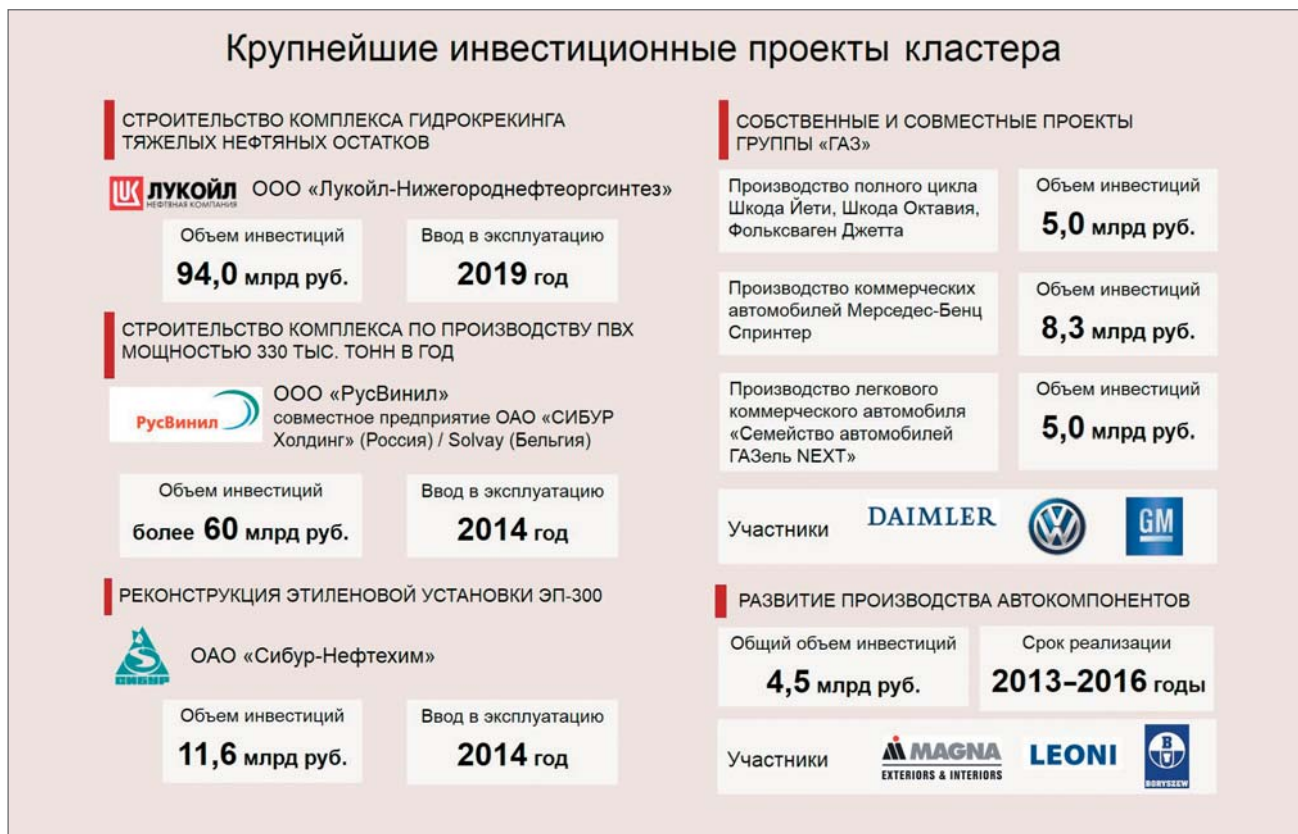 Крупнейшие инвестиционные проекты кластера
СТРОИТЕЛЬСТВО КОМПЛЕКСА ГИДРОКРЕКИНГА
ТЯЖЕЛЫХ НЕФТЯНЫХ ОСТАТКОВ
ЛУКОЙЛ
НЕФТЯНАЯ КОМПАНИЯ
ООО «Лукойл-Нижегороднефтеоргсинтез»
Объем инвестиций
94,0 млрд руб.
Ввод в эксплуатацию
2019 год
СТРОИТЕЛЬСТВО КОМПЛЕКСА ПО ПРОИЗВОДСТВУ ПВХ
МОЩНОСТЬЮ 330 ТЫС. ТОНН В ГОД
РусВинил
ООО «РусВинил»
совместное предприятие ОАО «СИБУР
Холдинг» (Россия) / Solvay (Бельгия)
Объем инвестиций
более 60 млрд руб.
Ввод в эксплуатацию
2014 год
РЕКОНСТРУКЦИЯ ЭТИЛЕНОВОЙ УСТАНОВКИ ЭП-300
СИБУР
ОАО «Сибур-Нефтехим»
Объем инвестиций
11,6 млрд руб.
Ввод в эксплуатацию
2014 год
СОБСТВЕННЫЕ И СОВМЕСТНЫЕ ПРОЕКТЫ
ГРУППЫ «ГАЗ»
Производство полного цикла
Шкода Йети, Шкода Октавия,
Фольксваген Джетта
Объем инвестиций
5,0 млрд руб.
Производство коммерческих
автомобилей Мерседес-Бенц
Спринтер
Объем инвестиций
8,3 млрд руб.
Производство легкового
коммерческого автомобиля
«Семейство автомобилей
ГАЗель NEXT»
Объем инвестиций
5,0 млрд руб.
Участники
DAIMLER
VW
GM
РАЗВИТИЕ ПРОИЗВОДСТВА АВТОКОМПОНЕНТОВ
Общий объем инвестиций
4,5 млрд руб.
Срок реализации
2013–2016 годы
Участники
MAGNA
EXTERIORS & INTERIORS
LEONI
B
BORYSZEW